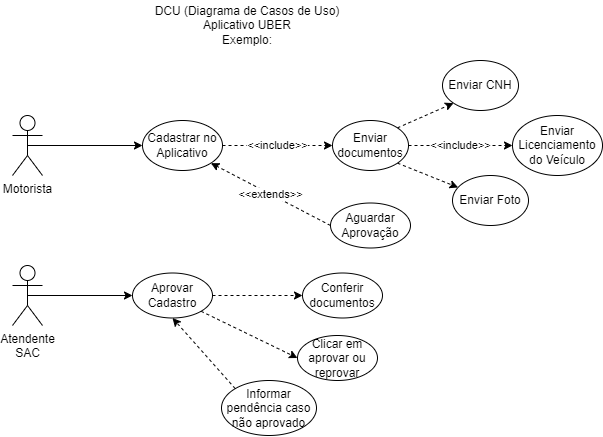 DCU (Diagrama de Casos de Uso)
Aplicativo UBER
Exemplo:
Enviar CNH
Motorista
Cadastrar no
Aplicativo
<<include>>
Enviar
documentos
<<include>>
Enviar
Licenciamento
do Veículo
Enviar Foto
<<extends>>
Aguardar
Aprovação
Atendente
SAC
Aprovar
Cadastro
Conferir
documentos
Clicar em
aprovar ou
reprovar
Informar
pendência caso
não aprovado